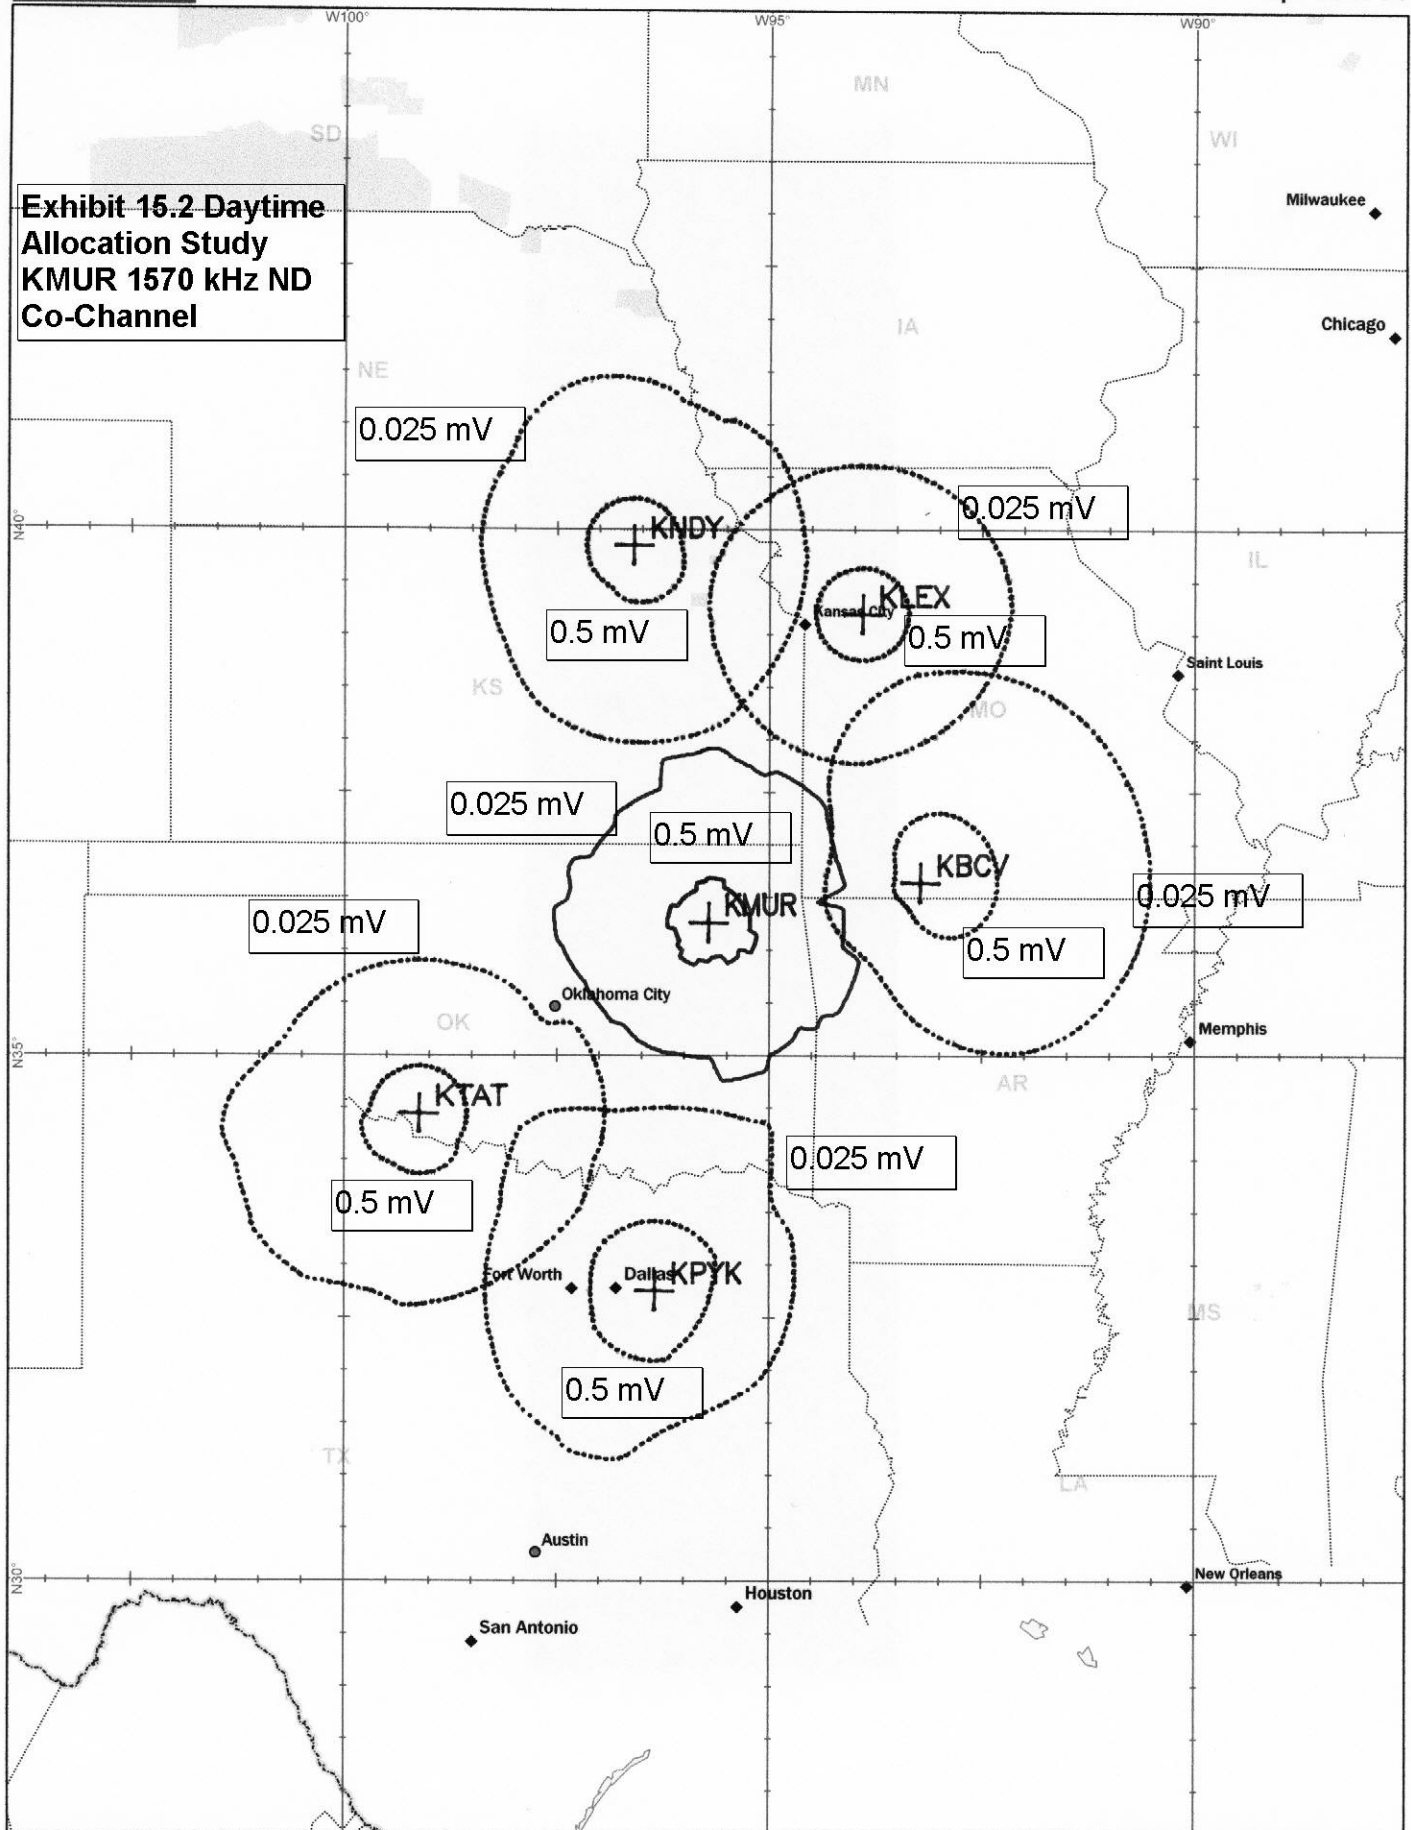 W100°
W95°
W90°
MN
SD
WI
Exhibit 15.2 Daytime
Allocation Study
KMUR 1570 kHz ND
Co-Channel
Milwaukee
Chicago
IA
NE
0.025 mV
0.025 mV
N40°
KNDY
IL
KLEX
Kansas City
0.5 mV
0.5 mV
Saint Louis
KS
MO
0.025 mV
0.5 mV
KBCV
0.025 mV
KMUR
0.025 mV
0.5 mV
Oklahoma City
OK
Memphis
N35°
AR
KTAT
0.025 mV
0.5 mV
Fort Worth
Dallas
KPYK
MS
0.5 mV
TX
LA
Austin
N30°
New Orleans
Houston
San Antonio